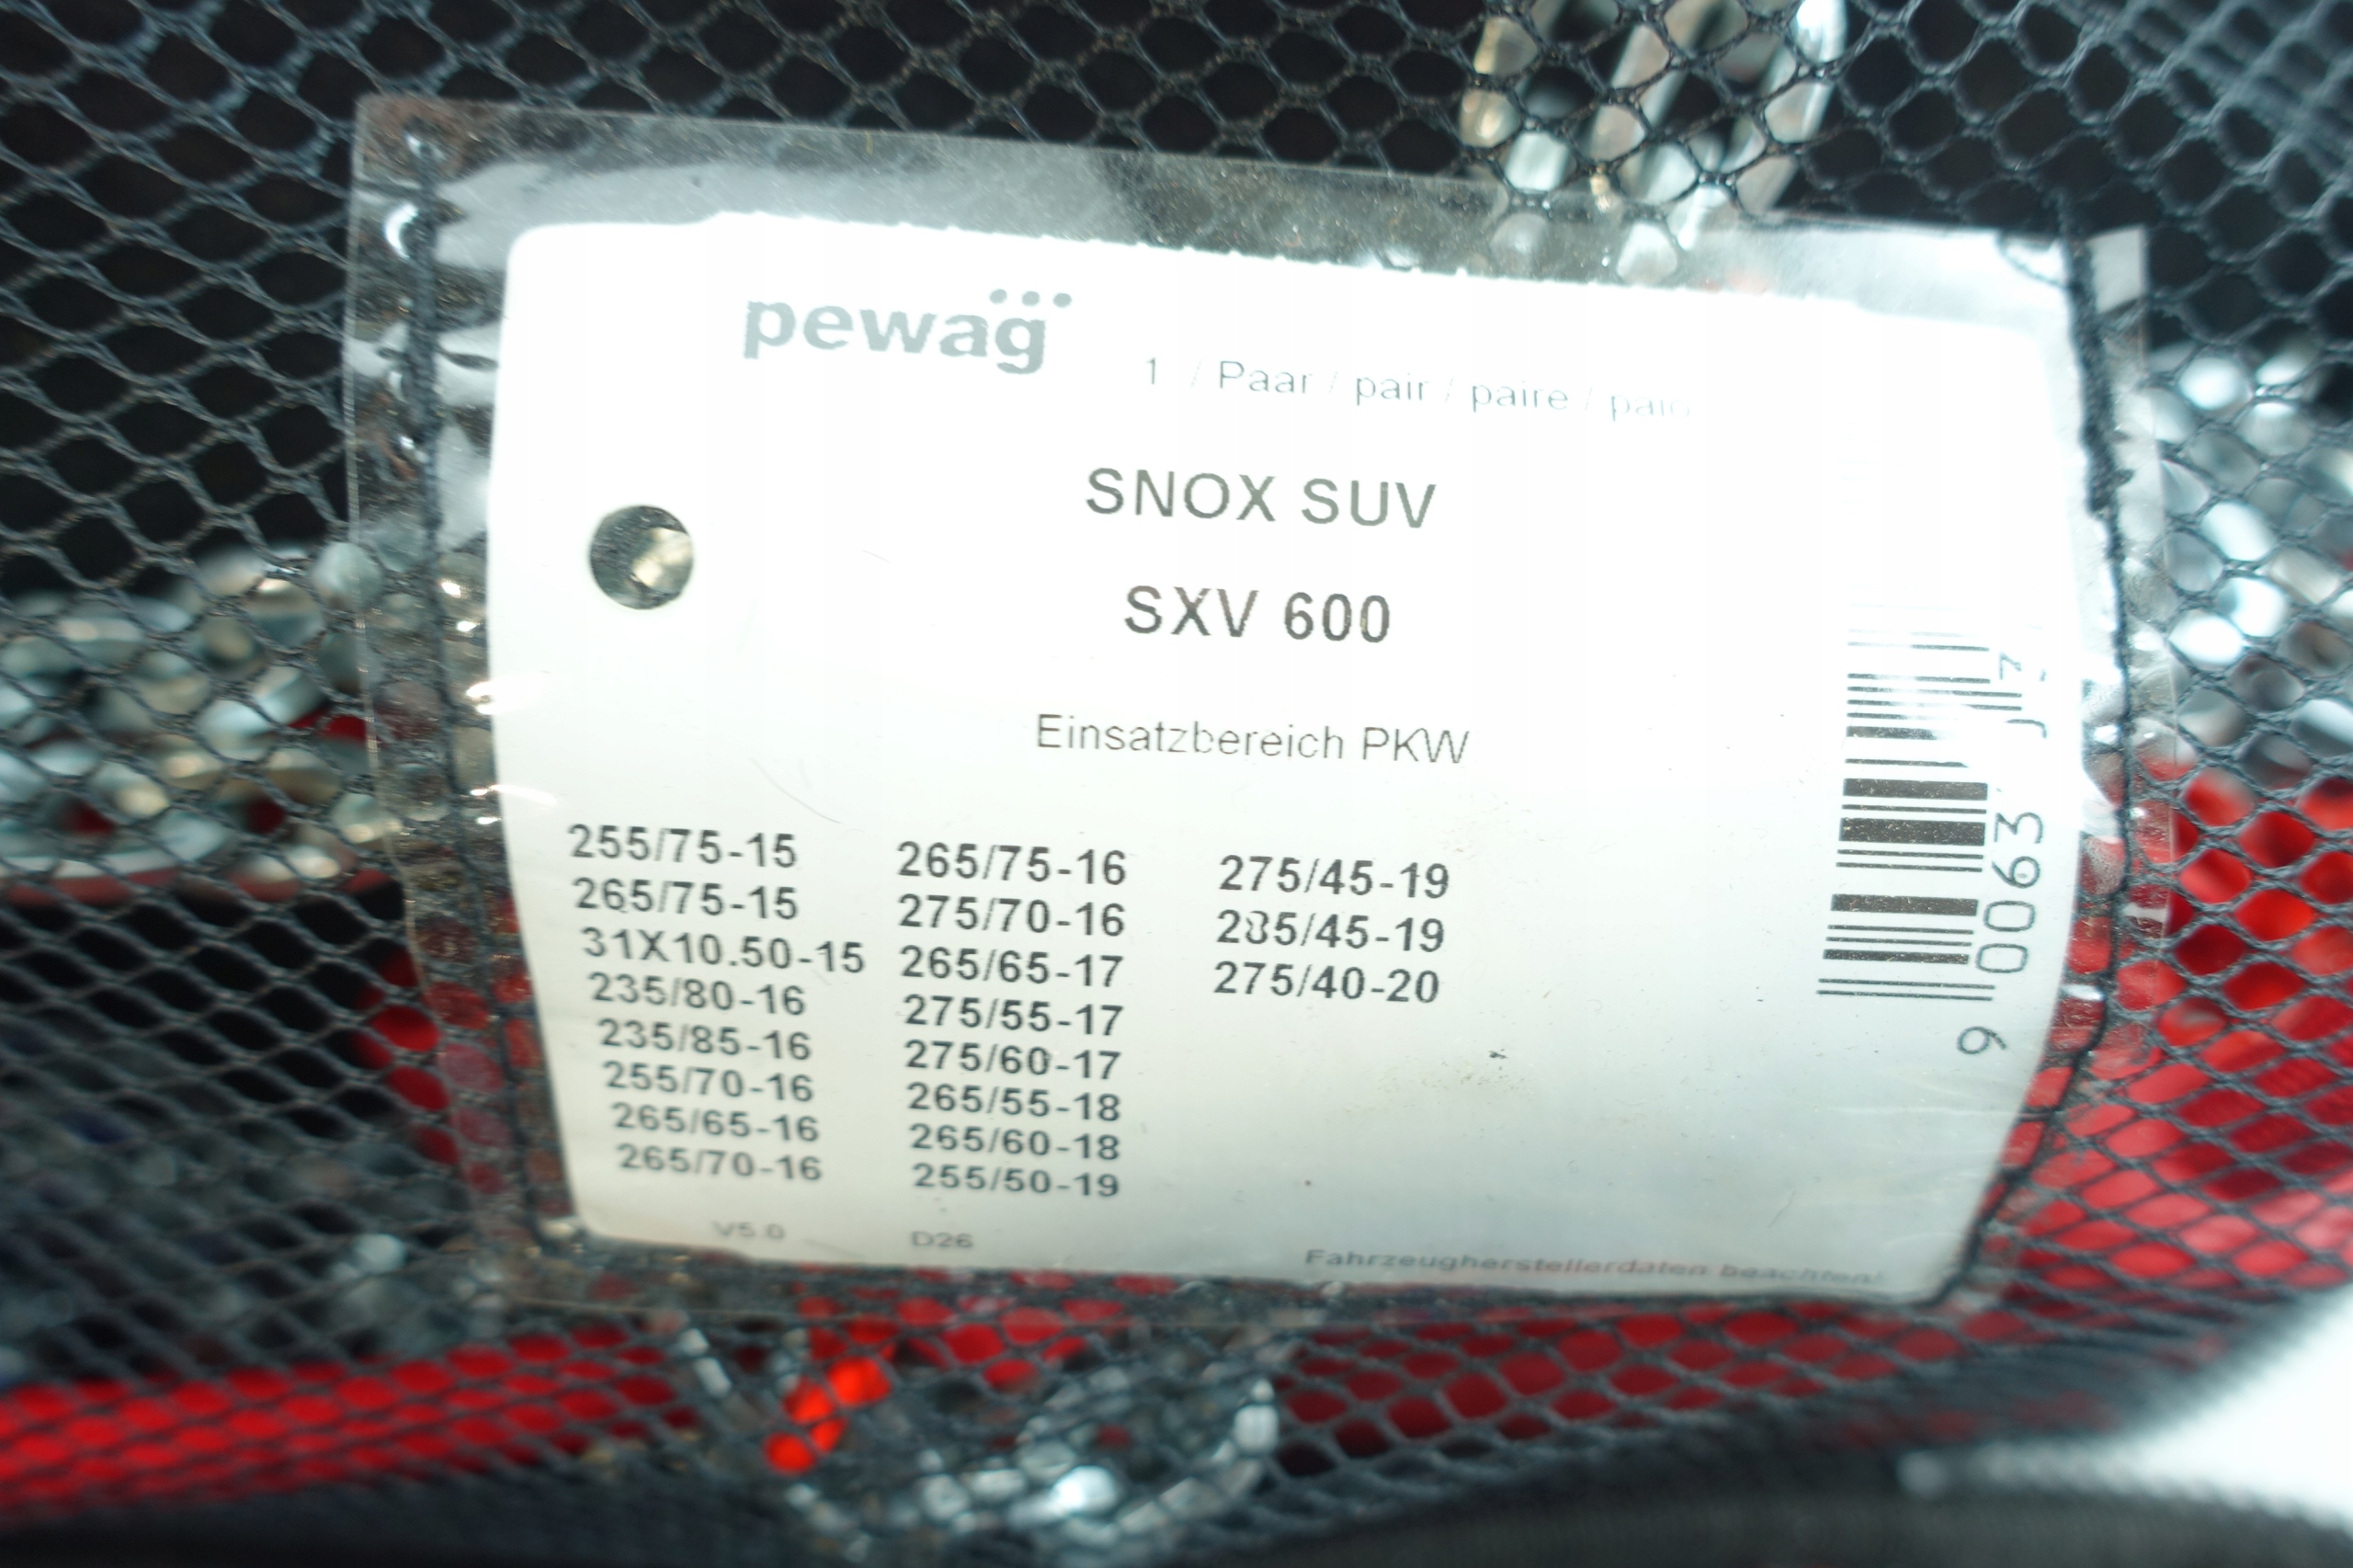 pewag
1 / Paar / pair / paire /
SNOX SUV
SXV 600
Einsatzbereich PKW
255/75-15
265/75-15
31X10.50-15
235/80-16
235/85-16
255/70-16
265/65-16
265/70-16
265/75-16
275/70-16
265/65-17
275/55-17
275/60-17
265/55-18
265/60-18
255/50-19
275/45-19
285/45-19
275/40-20
V5.0 D26
Fahrzeugherstellerdaten beachten!
9 0063